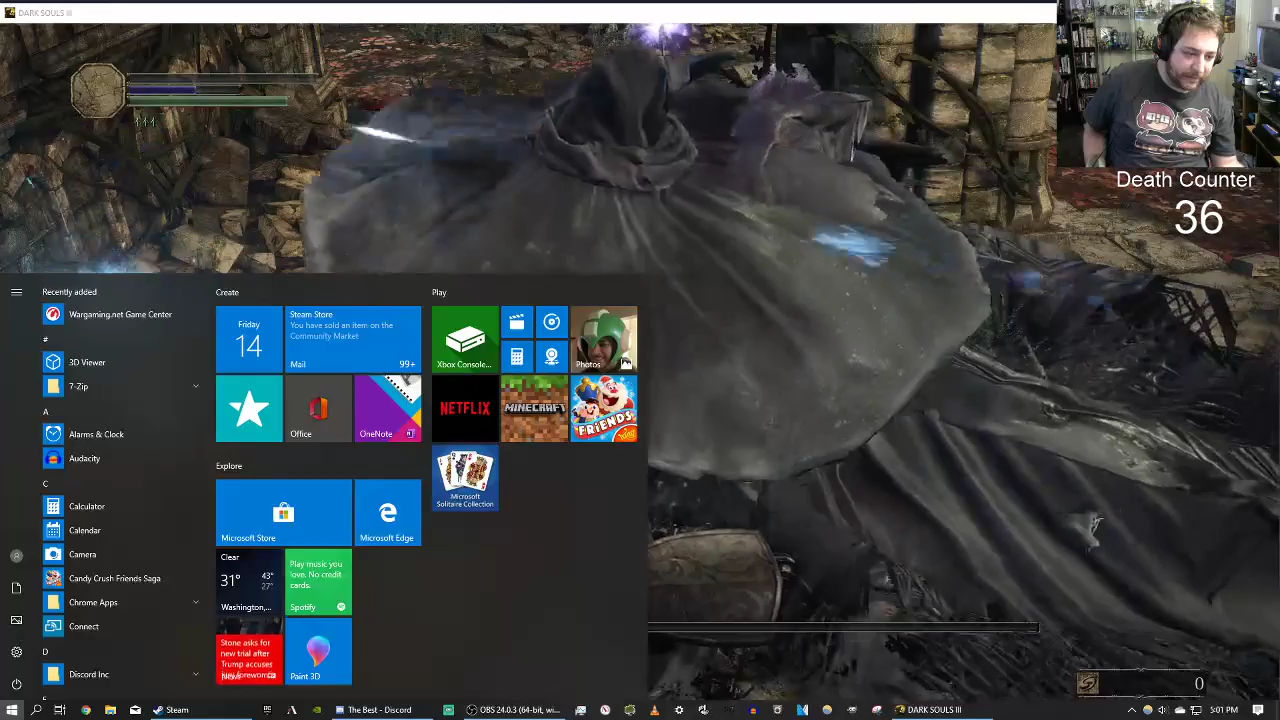 DARK SOULS III
Death Counter
36
444
Recently added
Wargaming.net Game Center
#
3D Viewer
7-Zip
A
Alarms & Clock
Audacity
C
Calculator
Calendar
Camera
Candy Crush Friends Saga
Chrome Apps
Connect
D
Discord Inc
Create
Friday
14
Steam Store
You have sold an item on the
Community Market
Mail
99+
Office
OneNote
Explore
Microsoft Store
Microsoft Edge
Clear
31°
43°
27°
Washington,...
Play music you
love. No credit
cards.
Spotify
Stone asks for
new trial after
Trump accuses
Paint 3D
Play
Xbox Console...
Photos
NETFLIX
MINECRAFT
FRIENDS
King
Microsoft
Solitaire Collection
0
Steam
The Best - Discord
OBS 24.0.3 (64-bit, wi...
DARK SOULS III
5:01 PM